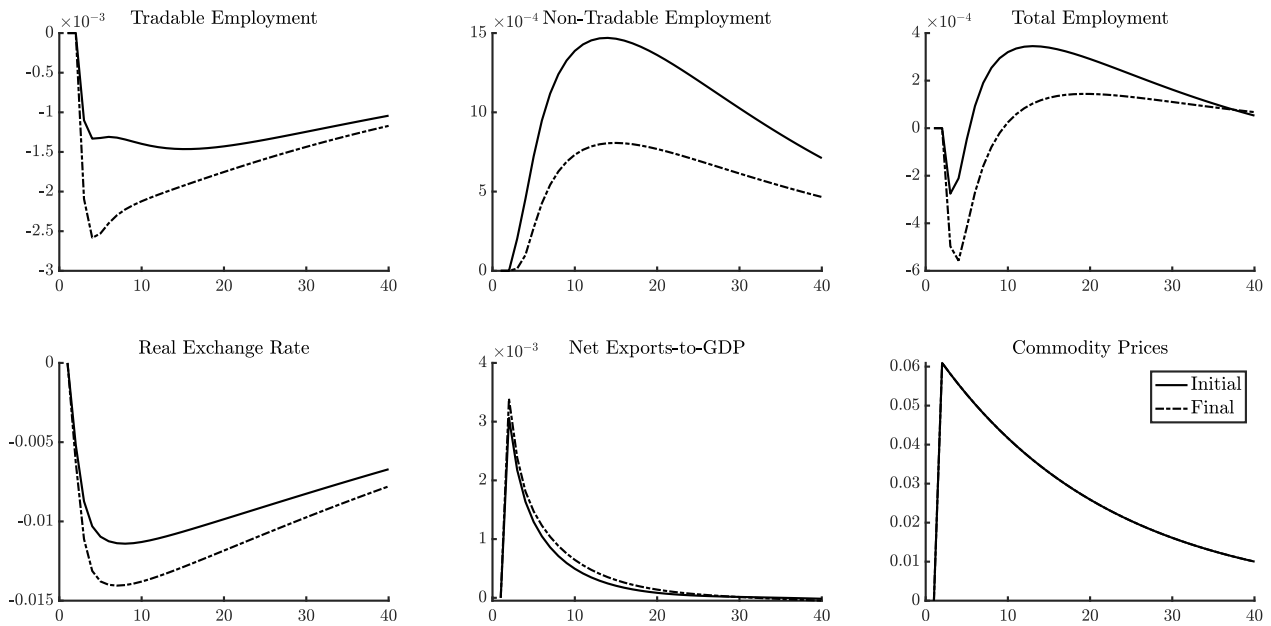 Tradable Employment
0
-0.5
-1
-1.5
-2
-2.5
-3
×10⁻³
0 10 20 30 40
Non-Tradable Employment
×10⁻⁴
15
10
5
0
0 10 20 30 40
Total Employment
×10⁻⁴
4
2
0
-2
-4
-6
0 10 20 30 40
Real Exchange Rate
0
-0.005
-0.01
-0.015
0 10 20 30 40
Net Exports-to-GDP
×10⁻³
4
3
2
1
0
0 10 20 30 40
Commodity Prices
0.06
0.05
0.04
0.03
0.02
0.01
0
0 10 20 30 40
Initial
Final